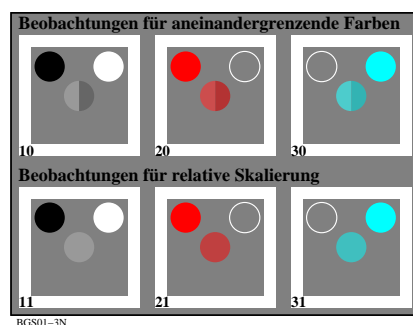 Beobachtungen für aneinandergrenzende Farben
10 20 30
Beobachtungen für relative Skalierung
11 21 31
BGS01-3N